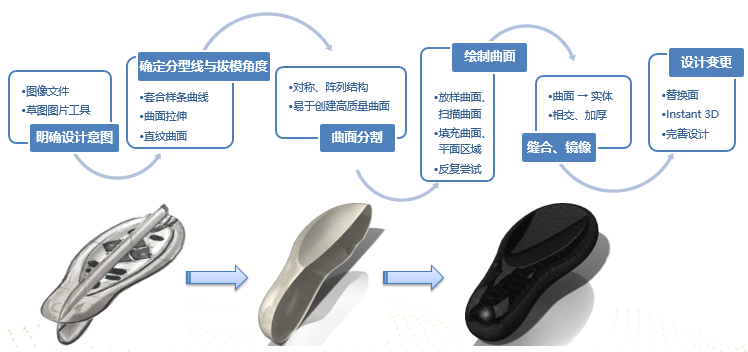 •图像文件
•草图图片工具
明确设计意图
确定分型线与拔模角度
•套合样条曲线
•曲面拉伸
•直纹曲面
•对称、阵列结构
•易于创建高质量曲面
曲面分割
绘制曲面
•放样曲面、
扫描曲面
•填充曲面、
平面区域
•反复尝试
•曲面 → 实体
•相交、加厚
缝合、镜像
设计变更
•替换面
•Instant 3D
•完善设计